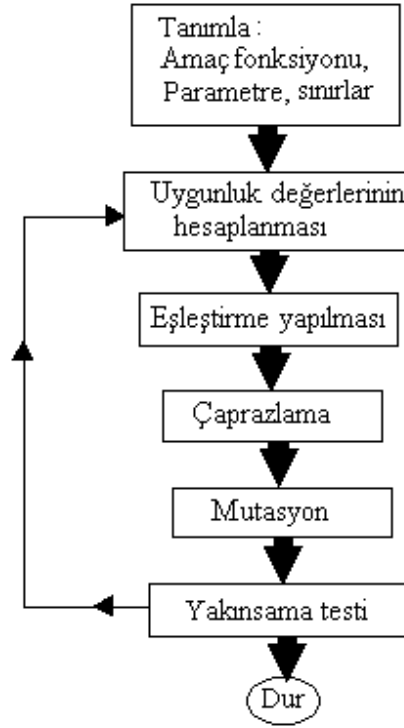 Tanımla :
Amaç fonksiyonu,
Parametre, sınırlar
Uygunluk değerlerinin
hesaplanması
Eşleştirme yapılması
Çaprazlama
Mutasyon
Yakınsama testi
Dur